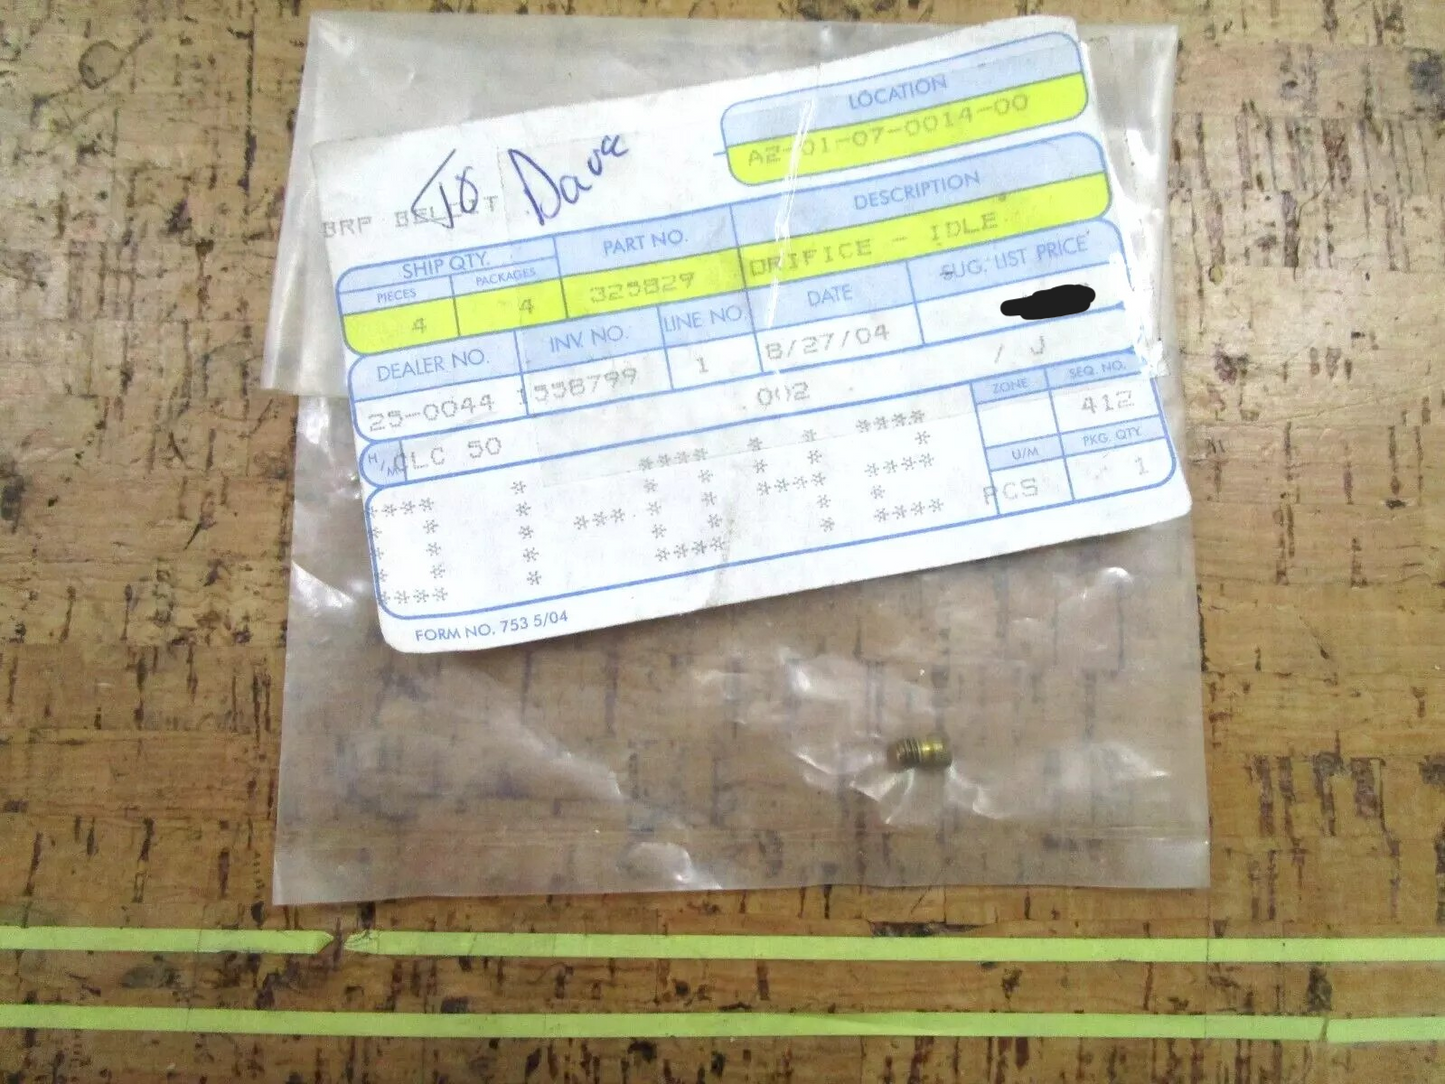 LOCATION
AZ-01-07-0014-00
To Dave
BRP BELOIT
SHIP QTY.
PIECES
PACKAGES
PART NO.
DESCRIPTION
4
4
325829
ORIFICE - IDLE
DEALER NO.
INV. NO.
LINE NO.
DATE
SUG. LIST PRICE
25-0044
1
8/27/04
.002
/ J
ZONE
SEQ. NO.
412
H/M
CLC 50
U/M
PKG. QTY.
PCS
1
FORM NO. 753 5/04